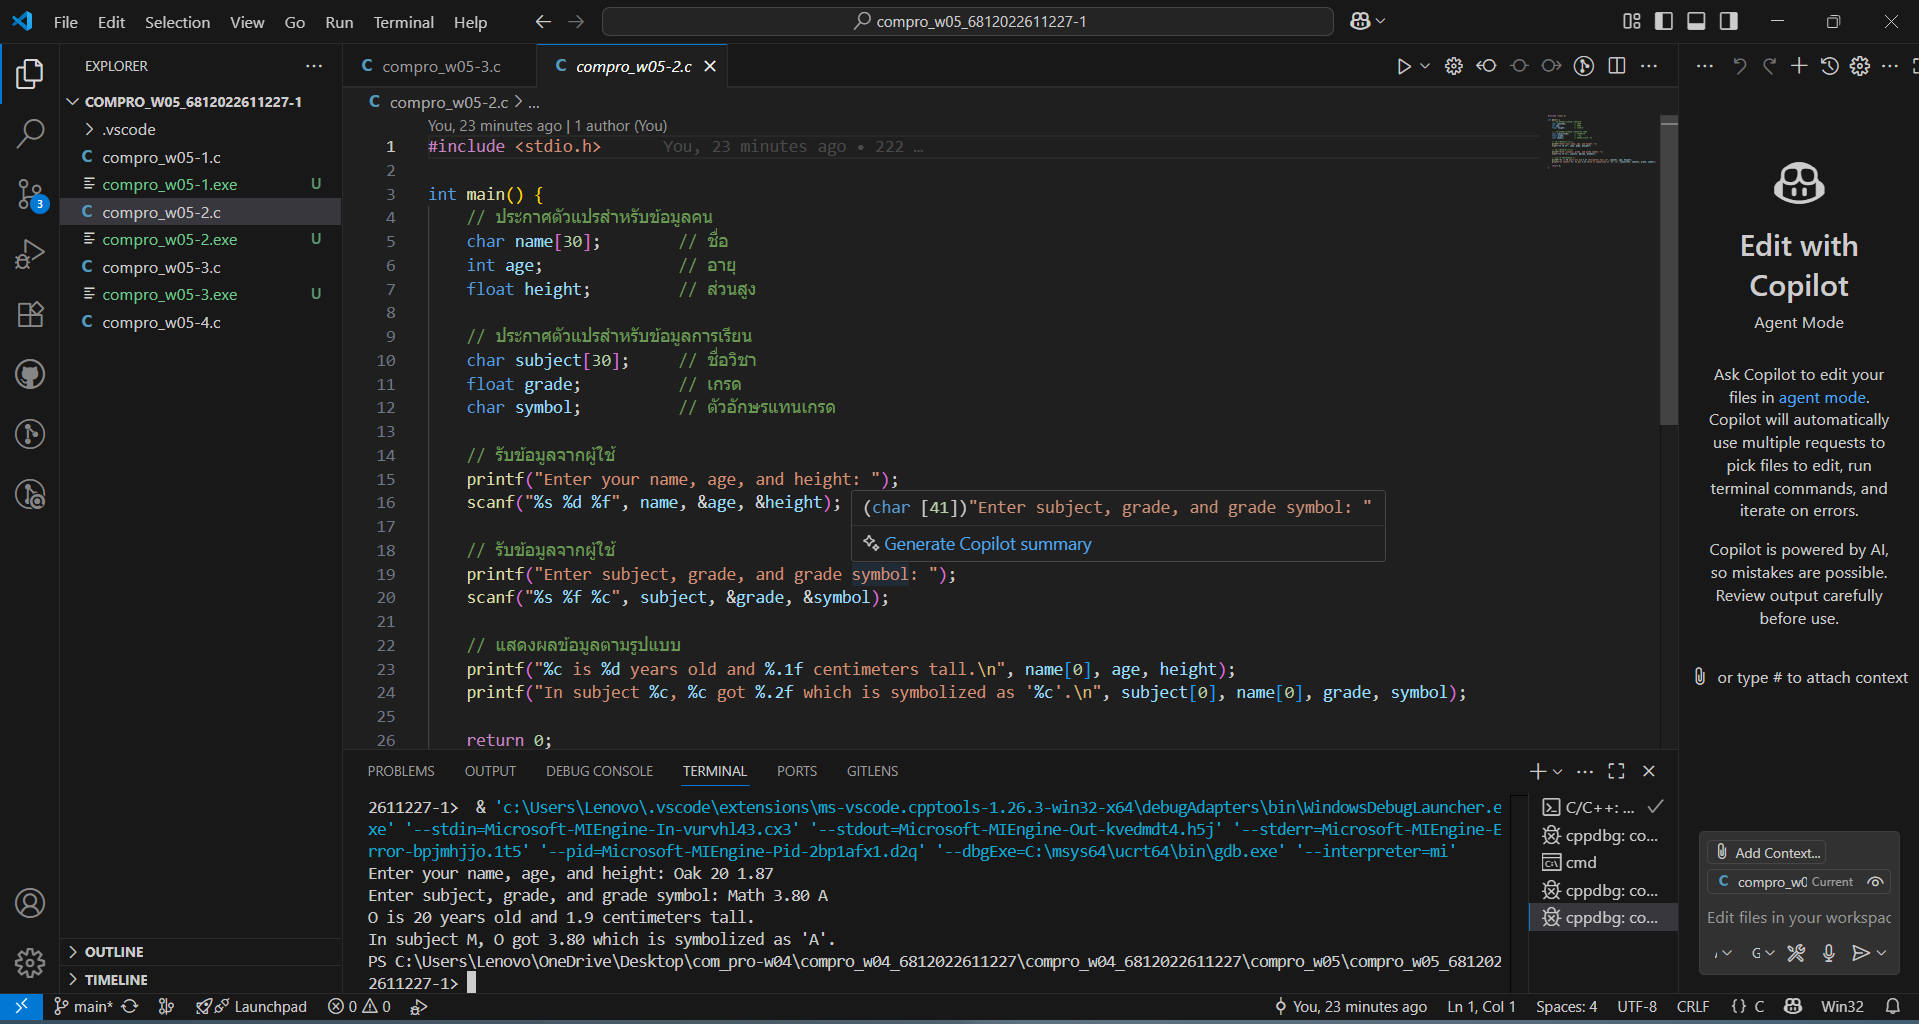 File Edit Selection View Go Run Terminal Help
compro_w05_6812022611227-1
EXPLORER
COMPRO_W05_6812022611227-1
.vscode
C compro_w05-1.c
compro_w05-1.exe U
C compro_w05-2.c
compro_w05-2.exe U
C compro_w05-3.c
compro_w05-3.exe U
C compro_w05-4.c
3
OUTLINE
TIMELINE
C compro_w05-3.c
C compro_w05-2.c
C compro_w05-2.c > ...
You, 23 minutes ago | 1 author (You)
1 #include <stdio.h> You, 23 minutes ago • 222 …
2
3 int main() {
4 // ประกาศตัวแปรสำหรับข้อมูลคน
5 char name[30]; // ชื่อ
6 int age; // อายุ
7 float height; // ส่วนสูง
8
9 // ประกาศตัวแปรสำหรับข้อมูลการเรียน
10 char subject[30]; // ชื่อวิชา
11 float grade; // เกรด
12 char symbol; // ตัวอักษรแทนเกรด
13
14 // รับข้อมูลจากผู้ใช้
15 printf("Enter your name, age, and height: ");
16 scanf("%s %d %f", name, &age, &height);
(char [41])"Enter subject, grade, and grade symbol: "
Generate Copilot summary
17
18 // รับข้อมูลจากผู้ใช้
19 printf("Enter subject, grade, and grade symbol: ");
20 scanf("%s %f %c", subject, &grade, &symbol);
21
22 // แสดงผลข้อมูลตามรูปแบบ
23 printf("%c is %d years old and %.1f centimeters tall.\n", name[0], age, height);
24 printf("In subject %c, %c got %.2f which is symbolized as '%c'.\n", subject[0], name[0], grade, symbol);
25
26 return 0;
PROBLEMS OUTPUT DEBUG CONSOLE TERMINAL PORTS GITLENS
2611227-1> & 'c:\Users\Lenovo\.vscode\extensions\ms-vscode.cpptools-1.26.3-win32-x64\debugAdapters\bin\WindowsDebugLauncher.e
xe' '--stdin=Microsoft-MIEngine-In-vurvhl43.cx3' '--stdout=Microsoft-MIEngine-Out-kvedmdt4.h5j' '--stderr=Microsoft-MIEngine-E
rror-bpjmhjjo.1t5' '--pid=Microsoft-MIEngine-Pid-2bp1afx1.d2q' '--dbgExe=C:\msys64\ucrt64\bin\gdb.exe' '--interpreter=mi'
Enter your name, age, and height: Oak 20 1.87
Enter subject, grade, and grade symbol: Math 3.80 A
O is 20 years old and 1.9 centimeters tall.
In subject M, O got 3.80 which is symbolized as 'A'.
PS C:\Users\Lenovo\OneDrive\Desktop\com_pro-w04\compro_w04_6812022611227\compro_w04_6812022611227\compro_w05\compro_w05_681202
2611227-1>
C/C++: ...
cppdbg: co...
cmd
cppdbg: co...
cppdbg: co...
Edit with
Copilot
Agent Mode
Ask Copilot to edit your
files in agent mode.
Copilot will automatically
use multiple requests to
pick files to edit, run
terminal commands, and
iterate on errors.
Copilot is powered by AI,
so mistakes are possible.
Review output carefully
before use.
or type # to attach context
Add Context...
C compro_w0 Current
Edit files in your workspac
G
main* Launchpad 0 0
You, 23 minutes ago Ln 1, Col 1 Spaces: 4 UTF-8 CRLF {} C Win32